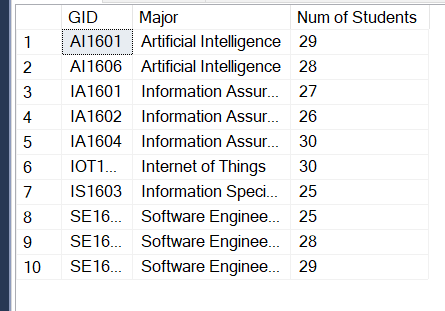 GID Major Num of Students
1 AI1601 Artificial Intelligence 29
2 AI1606 Artificial Intelligence 28
3 IA1601 Information Assur... 27
4 IA1602 Information Assur... 26
5 IA1604 Information Assur... 30
6 IOT1... Internet of Things 30
7 IS1603 Information Speci... 25
8 SE16... Software Enginee... 25
9 SE16... Software Enginee... 28
10 SE16... Software Enginee... 29